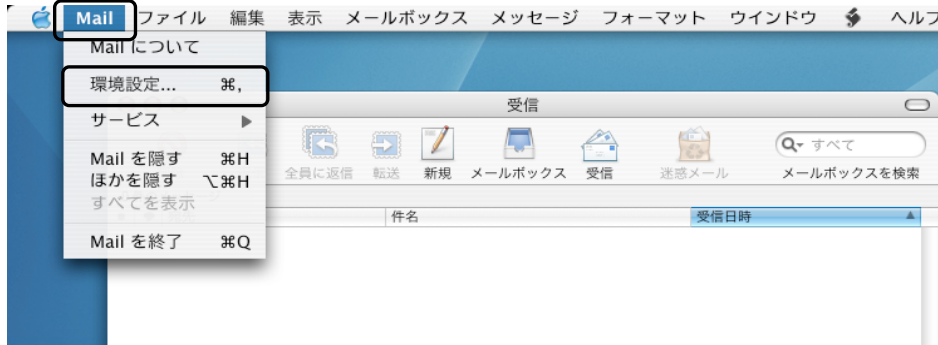 Mail ファイル 編集 表示 メールボックス メッセージ フォーマット ウインドウ ヘルプ
Mail について
環境設定... ⌘,
受信
サービス ▶
すべて
Mail を隠す ⌘H
ほかを隠す ⌥⌘H
全員に返信 転送 新規 メールボックス 受信 迷惑メール メールボックスを検索
すべてを表示
件名 受信日時
Mail を終了 ⌘Q